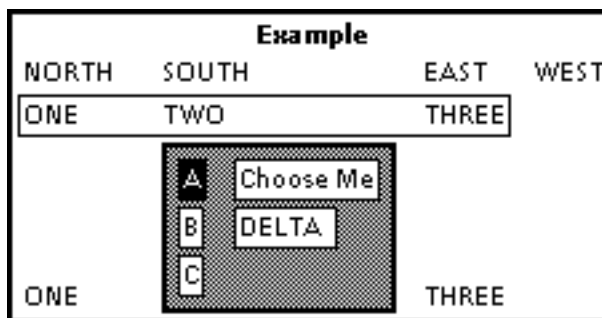 Example
NORTH SOUTH EAST WEST
ONE TWO THREE
A Choose Me
B DELTA
C
ONE THREE